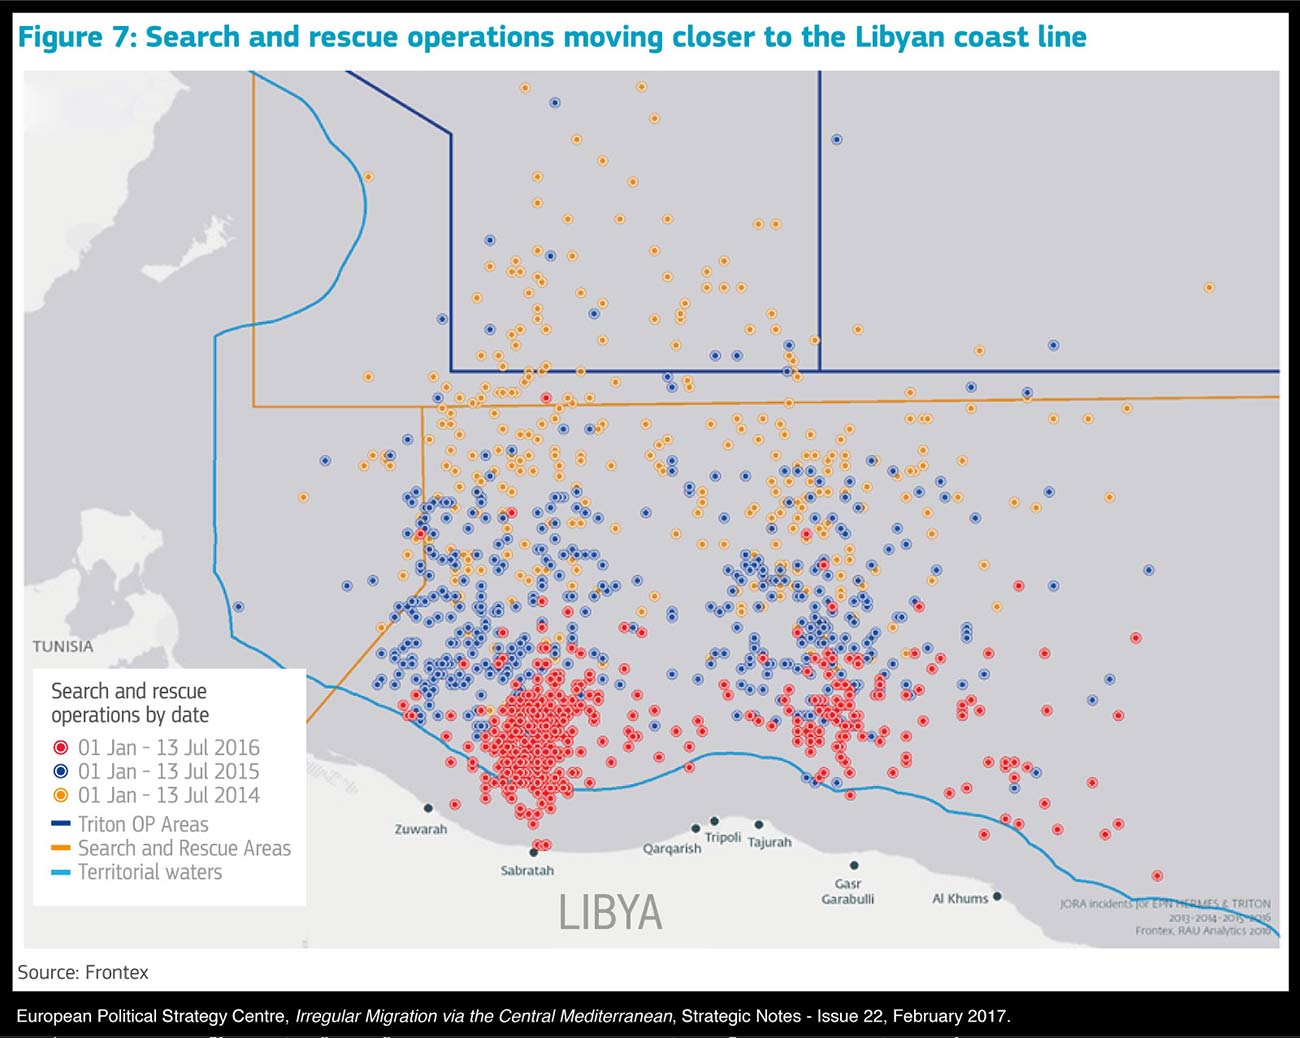 Figure 7: Search and rescue operations moving closer to the Libyan coast line
TUNISIA
Search and rescue
operations by date
01 Jan - 13 Jul 2016
01 Jan - 13 Jul 2015
01 Jan - 13 Jul 2014
Triton OP Areas
Search and Rescue Areas
Territorial waters
Zuwarah
Sabratah
Qarqarish
Tripoli
Tajurah
Gasr
Garabulli
Al Khums
LIBYA
JORA incidents for EPN HERMES & TRITON
2013-2014-2015-2016
Frontex, RAU Analytics 2016
Source: Frontex
European Political Strategy Centre, Irregular Migration via the Central Mediterranean, Strategic Notes - Issue 22, February 2017.